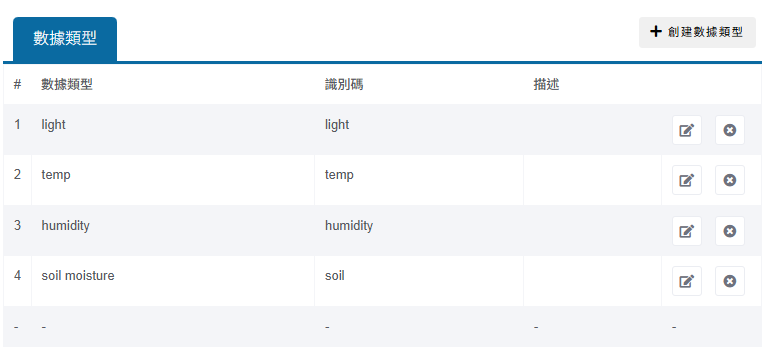 數據類型
創建數據類型
# 數據類型 識別碼 描述
1 light light
2 temp temp
3 humidity humidity
4 soil moisture soil
- - - - -